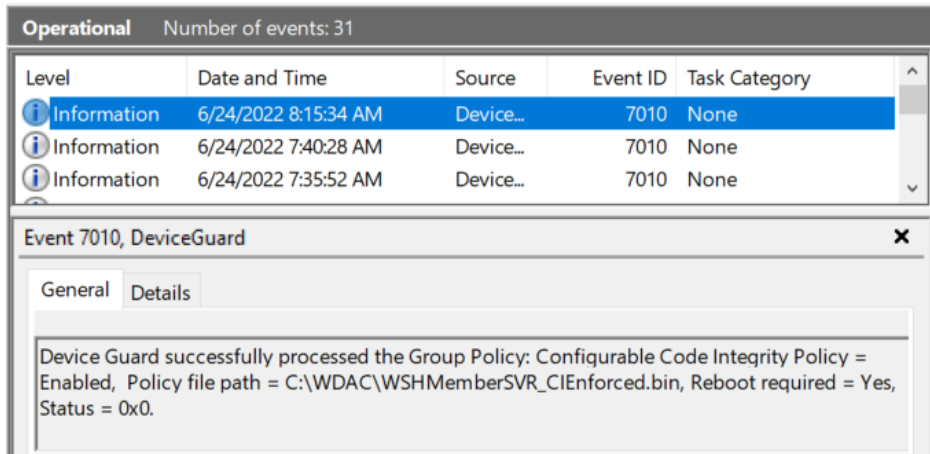 Operational Number of events: 31
Level Date and Time Source Event ID Task Category
Information 6/24/2022 8:15:34 AM Device... 7010 None
Information 6/24/2022 7:40:28 AM Device... 7010 None
Information 6/24/2022 7:35:52 AM Device... 7010 None
Event 7010, DeviceGuard
General Details
Device Guard successfully processed the Group Policy: Configurable Code Integrity Policy =
Enabled, Policy file path = C:\WDAC\WSHMemberSVR_CIEnforced.bin, Reboot required = Yes,
Status = 0x0.